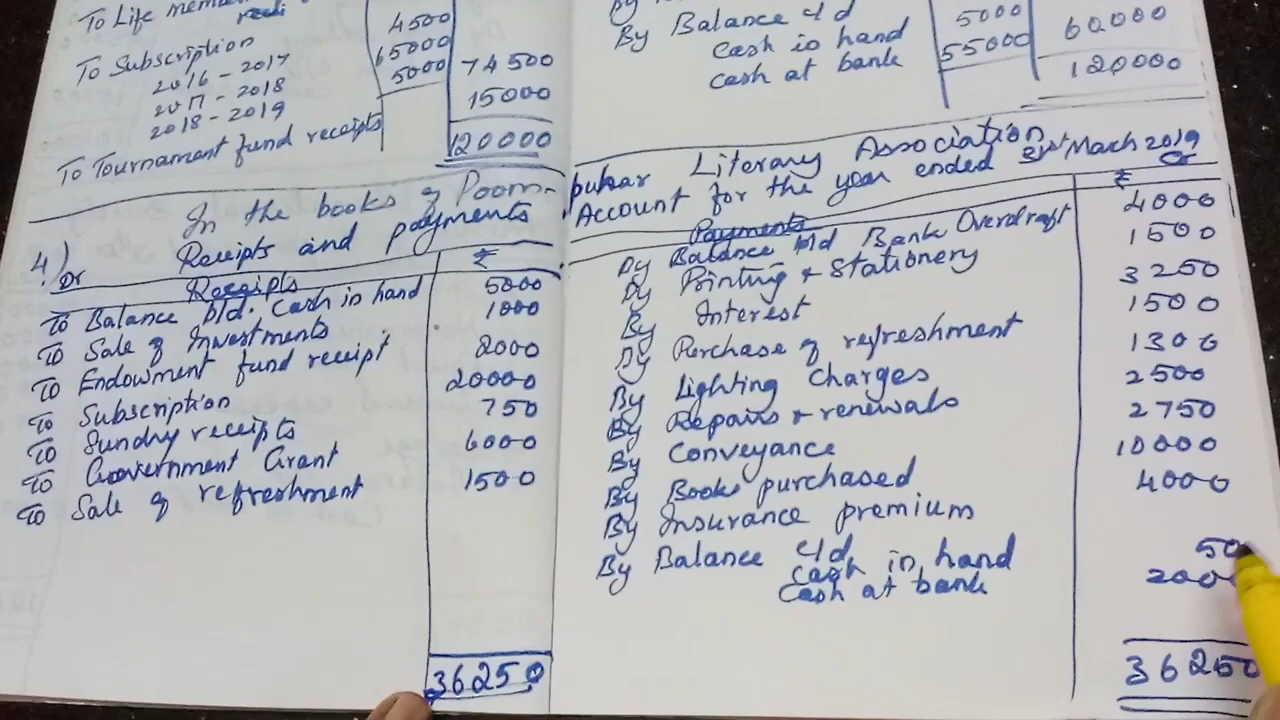 To Life
4500
To Subscription 65000
2016 - 2017 5000 74500
2017 - 2018
2018 - 2019 15000
To Tournament fund receipts
120000
By Balance c/d
cash in hand 5000
cash at bank 55000 60000
120000
In the books of Poom-
Receipts and payments
4.) Dr
Receipts ₹
To Balance b/d. Cash in hand 5000
To Sale of Investments 1000
To Endowment fund receipt 2000
To Subscription 20000
To Sundry receipts 750
To Government Grant 6000
To Sale of refreshment 1500
36250
puhar Literary Association
Account for the year ended 31st March 2019
Cr
Payments ₹
By Balance b/d Bank Overdraft 4000
By Printing & Stationery 1500
By Interest 3250
By Purchase of refreshment 1500
By Lighting Charges 1300
By Repairs & renewals 2500
By Conveyance 2750
By Books purchased 10000
By Insurance premium 4000
By Balance c/d
Cash in hand
Cash at bank
36250